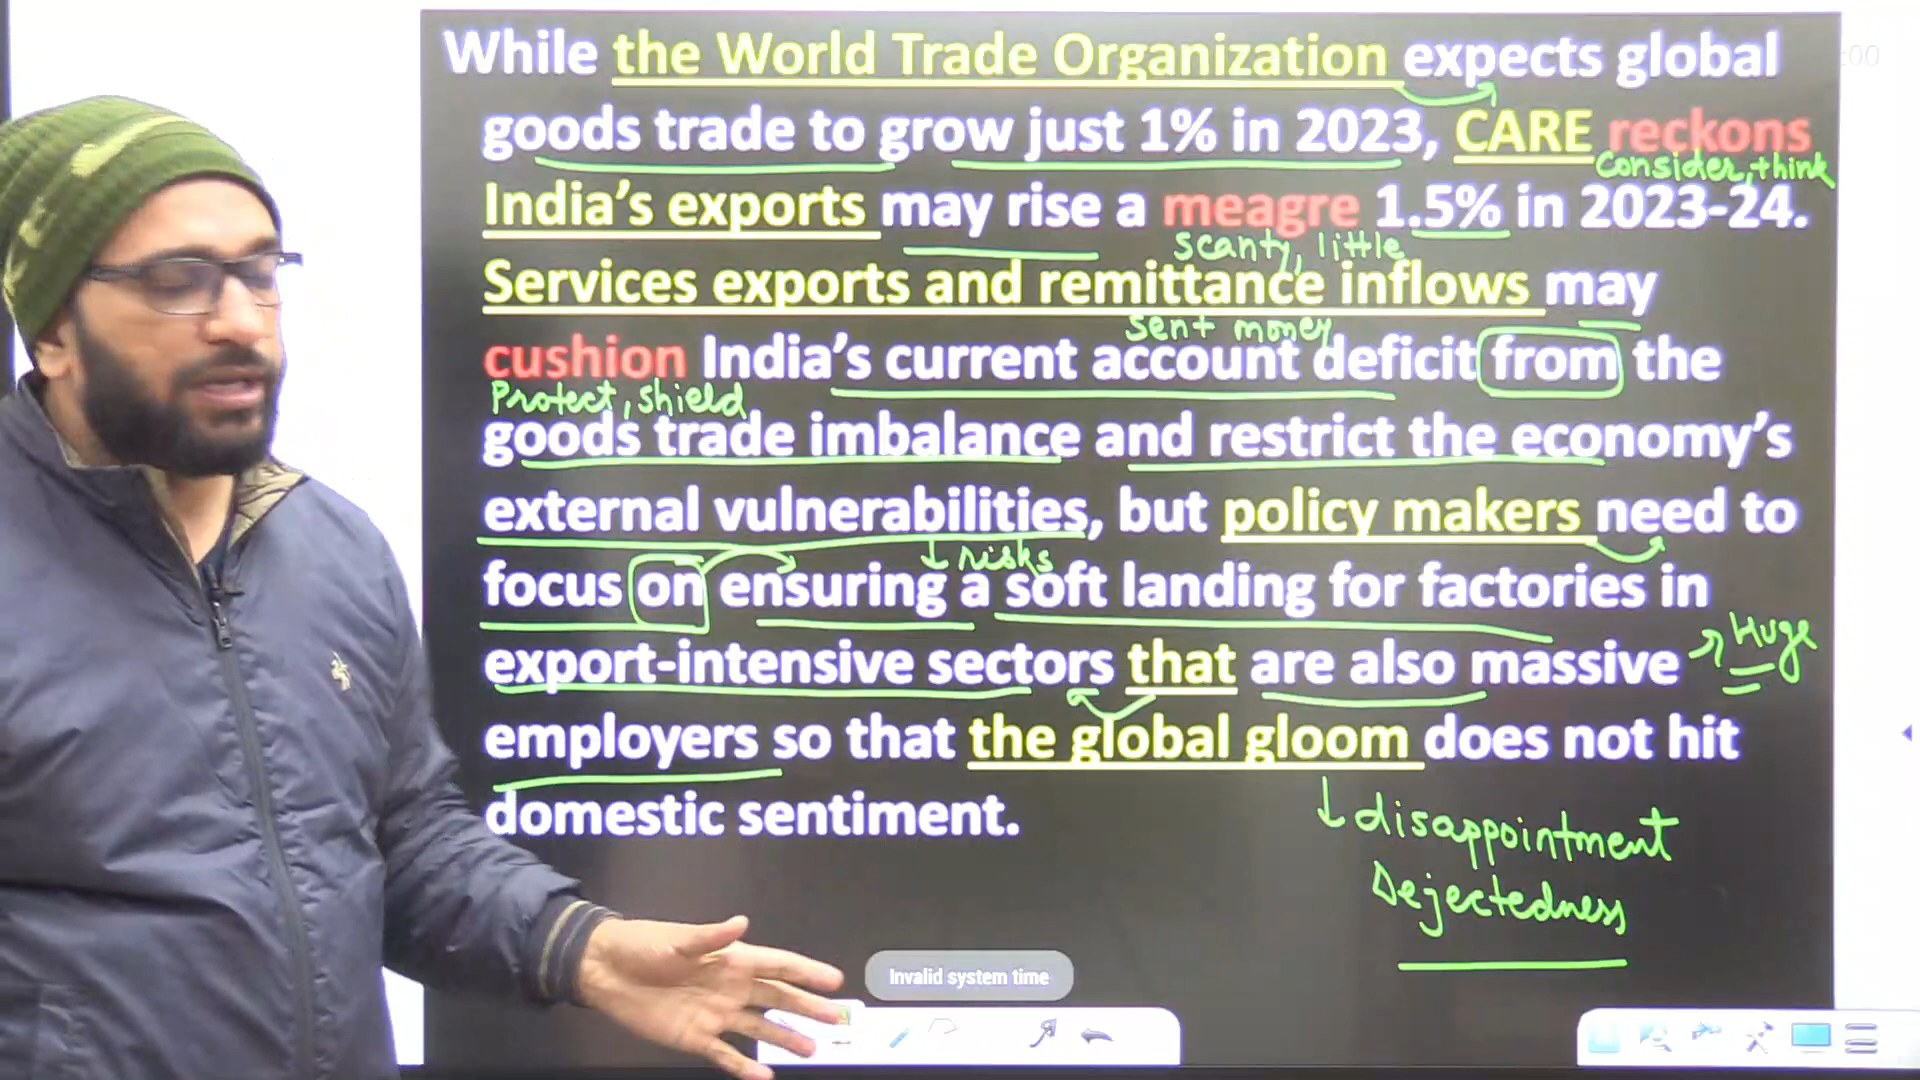 While the World Trade Organization expects global
:00
goods trade to grow just 1% in 2023, CARE reckons
Consider, think
India's exports may rise a meagre 1.5% in 2023-24.
scanty, little
Services exports and remittance inflows may
sent money
cushion India's current account deficit from the
Protect, shield
goods trade imbalance and restrict the economy's
external vulnerabilities, but policy makers need to
↓ risks
focus on ensuring a soft landing for factories in
Huge
export-intensive sectors that are also massive
employers so that the global gloom does not hit
domestic sentiment.
↓ disappointment
Dejectedness
Invalid system time